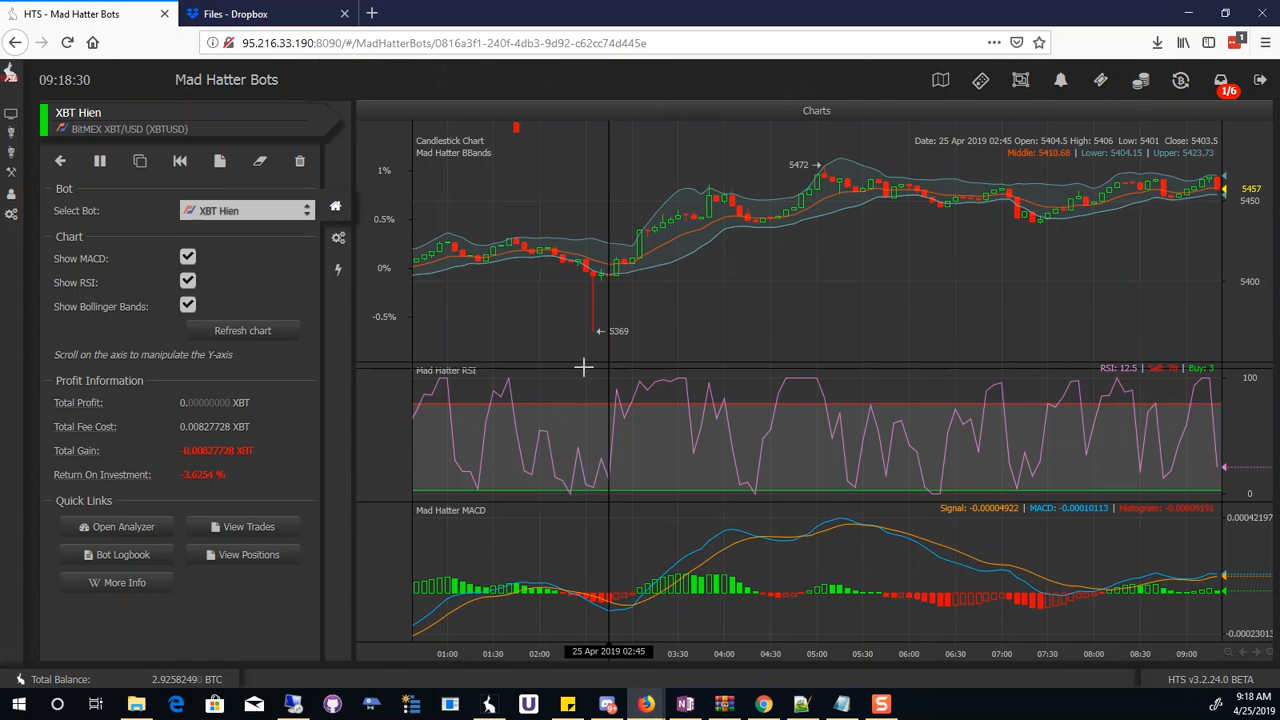 HTS - Mad Hatter Bots
Files - Dropbox
95.216.33.190:8090/#/MadHatterBots/0816a3f1-240f-4db3-9d92-c62cc74d445e
1
09:18:30
Mad Hatter Bots
1/6
XBT Hien
BitMEX XBT/USD (XBTUSD)
Bot
Select Bot:
XBT Hien
Chart
Show MACD:
Show RSI:
Show Bollinger Bands:
Refresh chart
Scroll on the axis to manipulate the Y-axis
Profit Information
Total Profit: 0.00000000 XBT
Total Fee Cost: 0.00827728 XBT
Total Gain: -0.00827728 XBT
Return On Investment: -3.6254 %
Quick Links
Open Analyzer
View Trades
Bot Logbook
View Positions
More Info
Charts
Candlestick Chart
Date: 25 Apr 2019 02:45 Open: 5404.5 High: 5406 Low: 5401 Close: 5403.5
Mad Hatter BBands
Middle: 5410.68 | Lower: 5404.15 | Upper: 5423.73
1%
0.5%
0%
-0.5%
5472
5369
5457
5450
5400
Mad Hatter RSI
RSI: 12.5 | Sell: 78 | Buy: 3
100
0
Mad Hatter MACD
Signal: -0.00004922 | MACD: -0.00010113 | Histogram: -0.00005191
0.00042197
-0.00023013
01:00 01:30 02:00 25 Apr 2019 02:45 03:30 04:00 04:30 05:00 05:30 06:00 06:30 07:00 07:30 08:00 08:30 09:00
Total Balance: 2.92582490 BTC
HTS v3.2.24.0 BETA
9:18 AM
4/25/2019